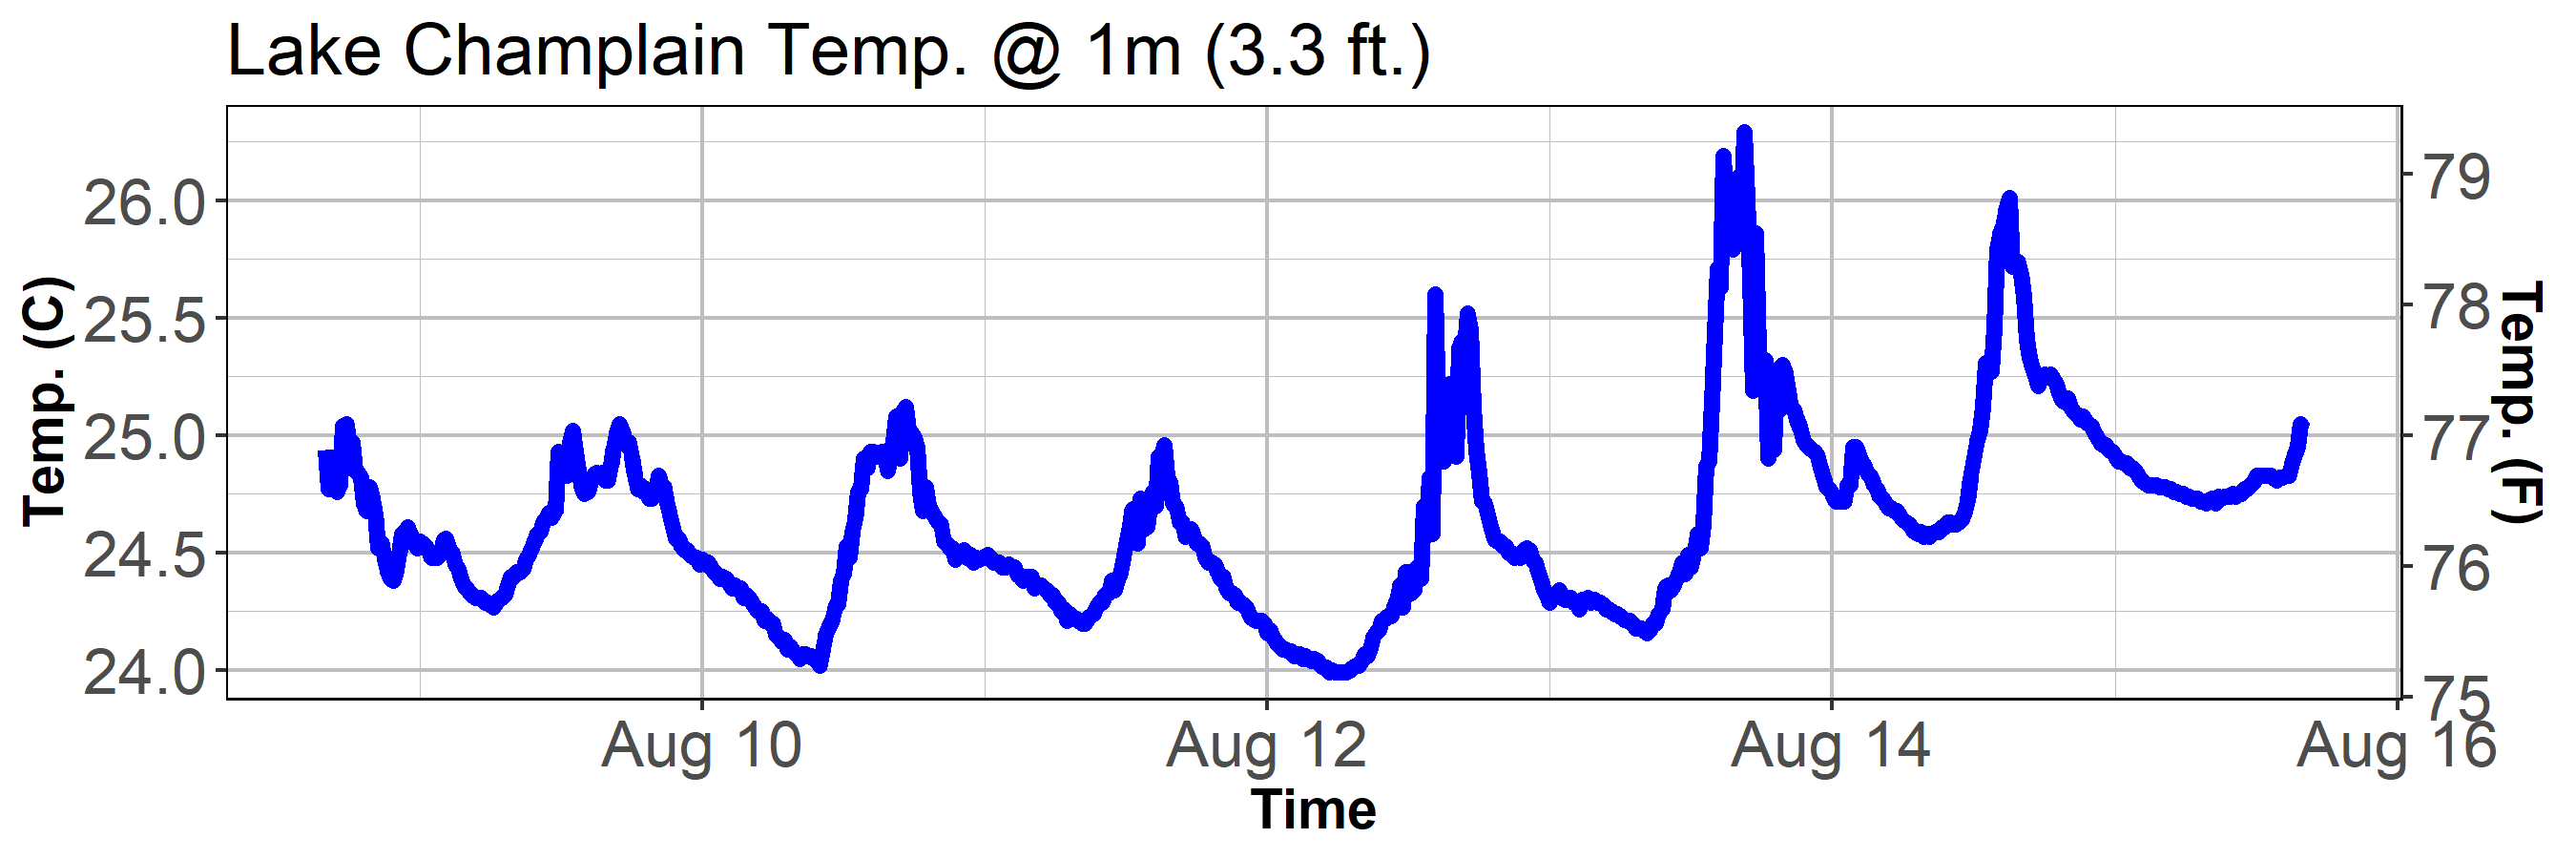 Lake Champlain Temp. @ 1m (3.3 ft.)
Temp. (C)
26.0
25.5
25.0
24.5
24.0
79
78
77
76
75
Temp. (F)
Aug 10
Aug 12
Aug 14
Aug 16
Time